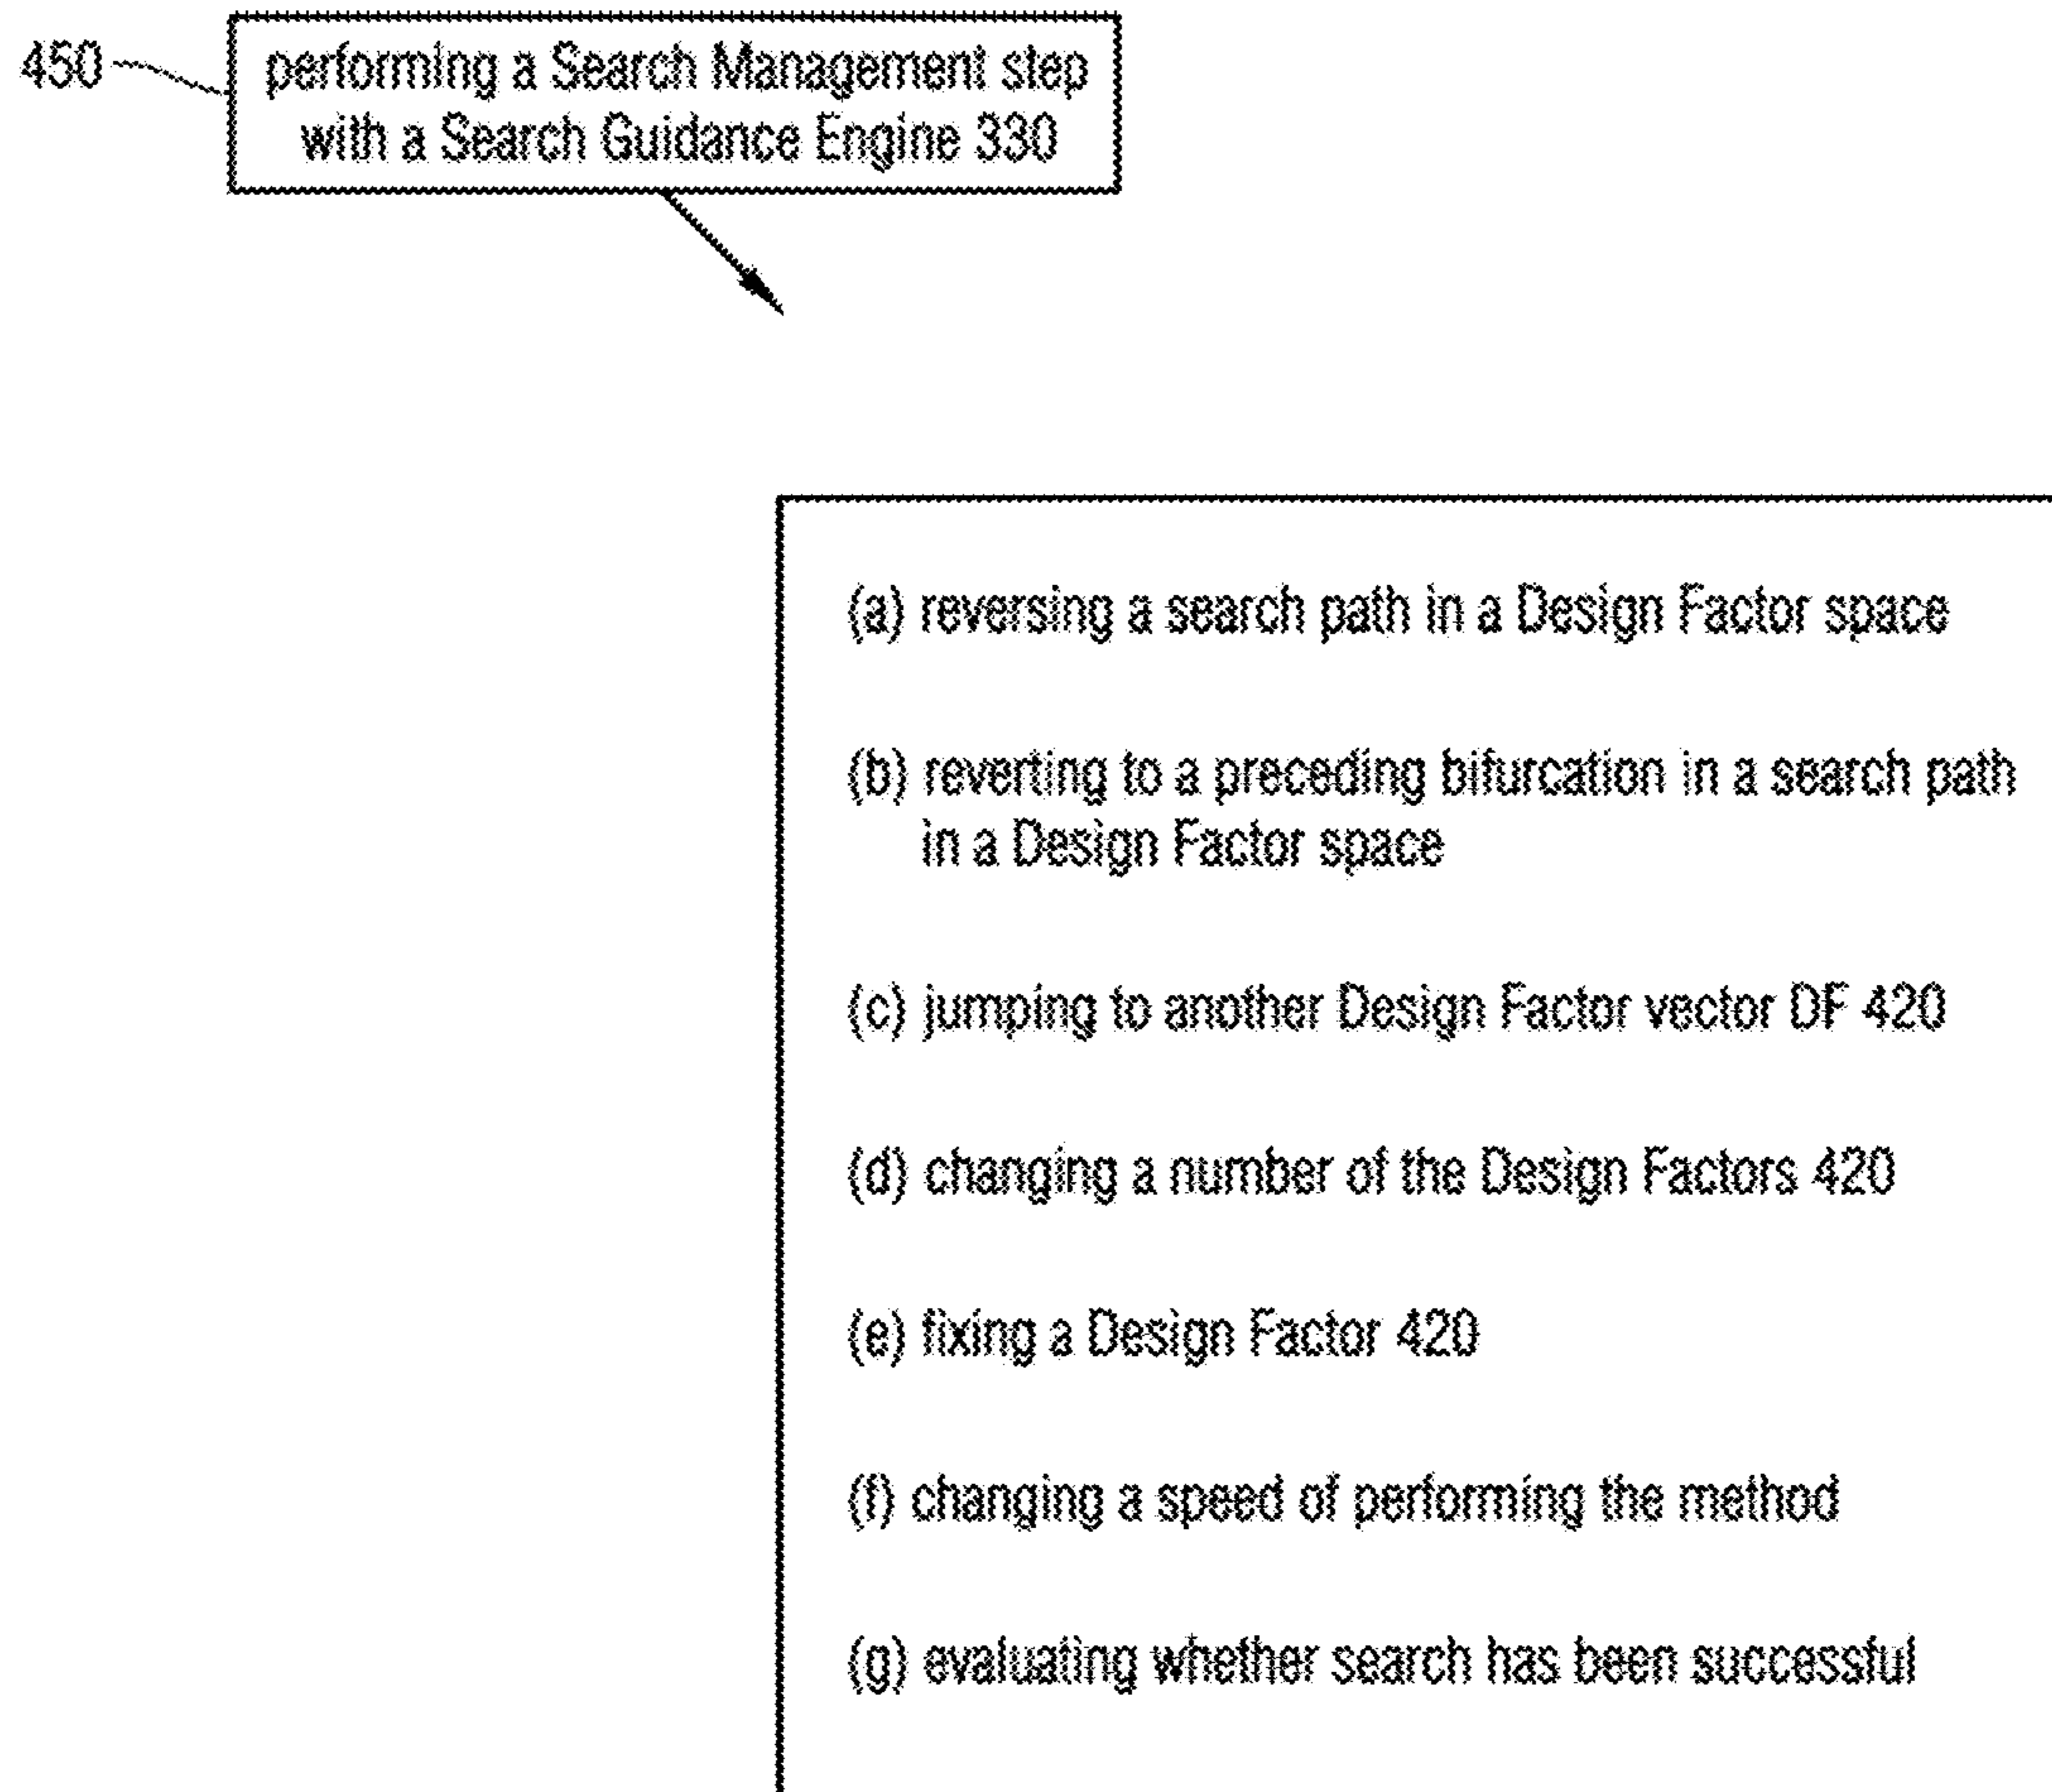 450
performing a Search Management step
with a Search Guidance Engine 330
(a) reversing a search path in a Design Factor space
(b) reverting to a preceding bifurcation in a search path
in a Design Factor space
(c) jumping to another Design Factor vector DF 420
(d) changing a number of the Design Factors 420
(e) fixing a Design Factor 420
(f) changing a speed of performing the method
(g) evaluating whether search has been successful